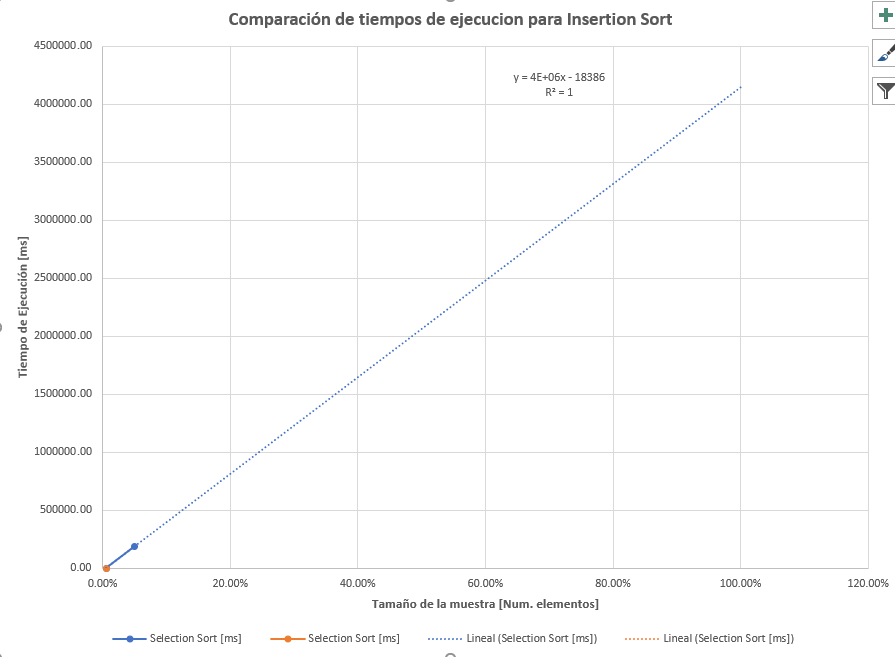 Comparación de tiempos de ejecucion para Insertion Sort
4500000.00
y = 4E+06x - 18386
R² = 1
4000000.00
3500000.00
3000000.00
2500000.00
2000000.00
1500000.00
1000000.00
500000.00
0.00
Tiempo de Ejecución [ms]
0.00% 20.00% 40.00% 60.00% 80.00% 100.00% 120.00%
Tamaño de la muestra [Num. elementos]
Selection Sort [ms] Selection Sort [ms] Lineal (Selection Sort [ms]) Lineal (Selection Sort [ms])